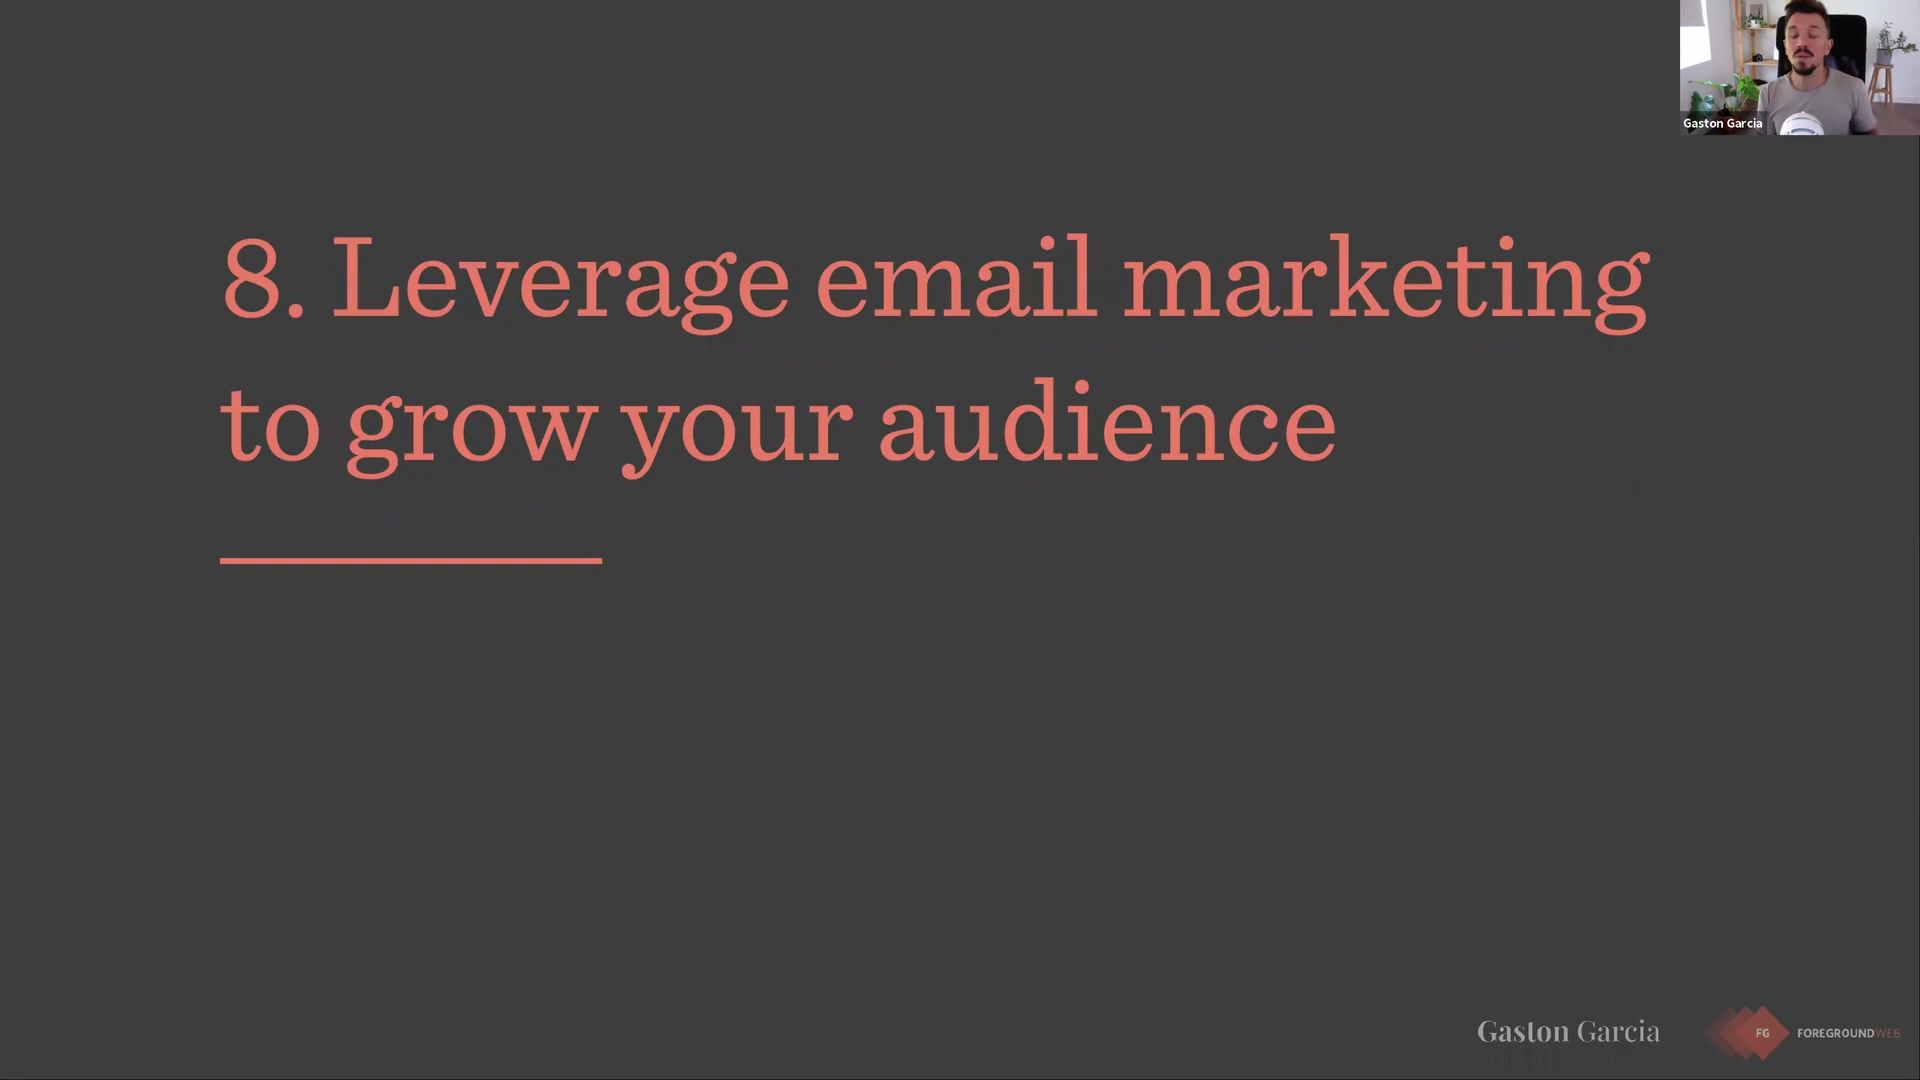 Gaston Garcia
8. Leverage email marketing
to grow your audience
Gaston Garcia
FG
FOREGROUNDWEB